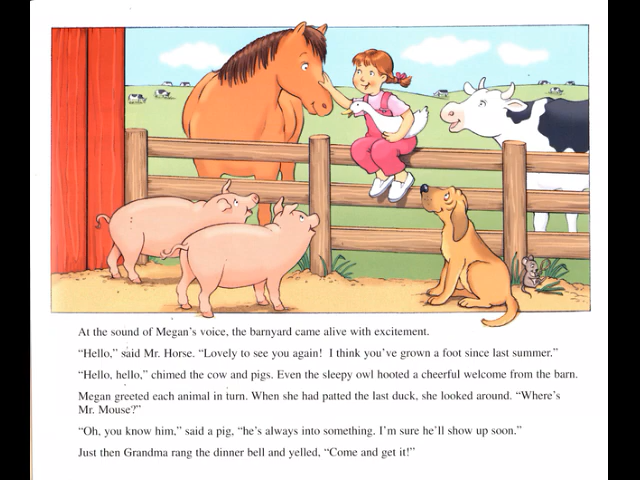 At the sound of Megan's voice, the barnyard came alive with excitement.
"Hello," said Mr. Horse. "Lovely to see you again!  I think you've grown a foot since last summer."
"Hello, hello," chimed the cow and pigs. Even the sleepy owl hooted a cheerful welcome from the barn.
Megan greeted each animal in turn. When she had patted the last duck, she looked around. "Where's
Mr. Mouse?"
"Oh, you know him," said a pig, "he's always into something. I'm sure he'll show up soon."
Just then Grandma rang the dinner bell and yelled, "Come and get it!"